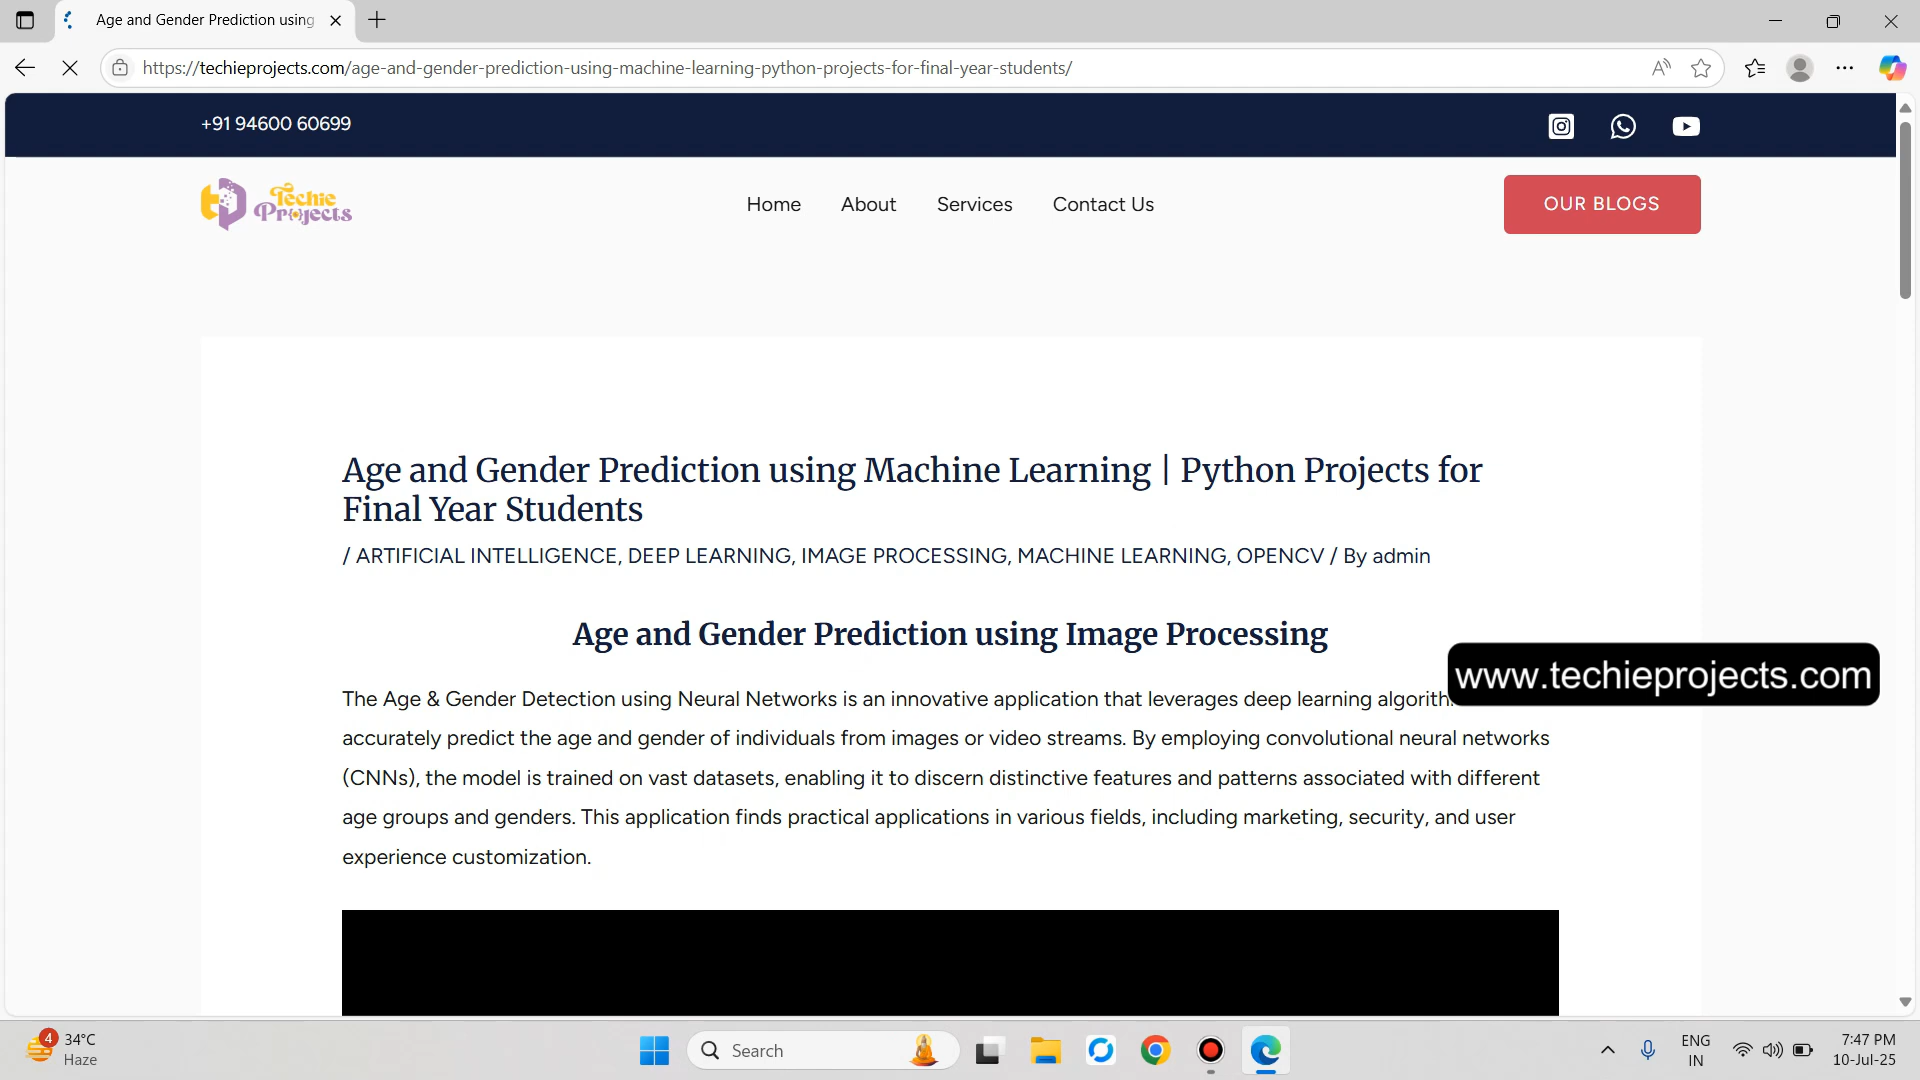 Age and Gender Prediction using
https://techieprojects.com/age-and-gender-prediction-using-machine-learning-python-projects-for-final-year-students/
+91 94600 60699
Techie Projects
Home About Services Contact Us
OUR BLOGS
Age and Gender Prediction using Machine Learning | Python Projects for
Final Year Students
/ ARTIFICIAL INTELLIGENCE, DEEP LEARNING, IMAGE PROCESSING, MACHINE LEARNING, OPENCV / By admin
Age and Gender Prediction using Image Processing
www.techieprojects.com
The Age & Gender Detection using Neural Networks is an innovative application that leverages deep learning
accurately predict the age and gender of individuals from images or video streams. By employing convolutional neural networks
(CNNs), the model is trained on vast datasets, enabling it to discern distinctive features and patterns associated with different
age groups and genders. This application finds practical applications in various fields, including marketing, security, and user
experience customization.
4
34°C
Haze
Search
ENG
IN
7:47 PM
10-Jul-25